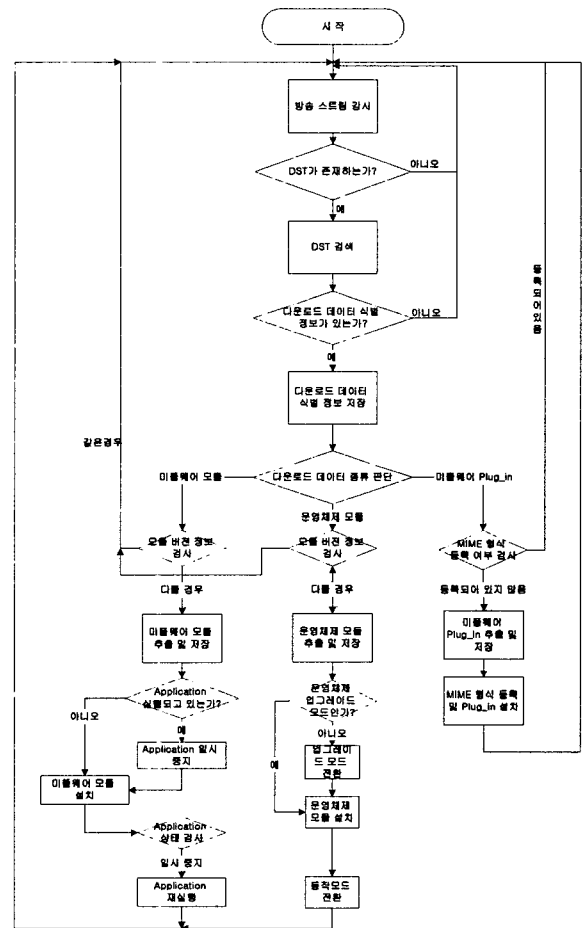 시 작
방송 스트림 감시
DST가 존재하는가?
아니오
예
DST 검색
다운로드 데이터 식별
정보가 있는가?
아니오
예
등록되어있음
다운로드 데이터
식별 정보 저장
같은경우
미들웨어 모듈
다운로드 데이터 종류 판단
미들웨어 Plug_in
운영체제 모듈
모듈 버전 정보
검사
모듈 버전 정보
검사
MIME 형식
등록 여부 검사
다를 경우
다를 경우
등록되어 있지 않음
미들웨어 모듈
추출 및 저장
운영체제 모듈
추출 및 저장
미들웨어
Plug_in 추출 및
저장
Application
실행되고 있는가?
운영체제
업그레이드
모드인가?
MIME 형식 등록
및 Plug_in 설치
아니오
예
아니오
예
Application 일시
중지
업그레이
드 모드
전환
미들웨어 모듈
설치
운영체제
모듈 설치
Application
상태 검사
일시 중지
Application
재실행
동작모드
전환